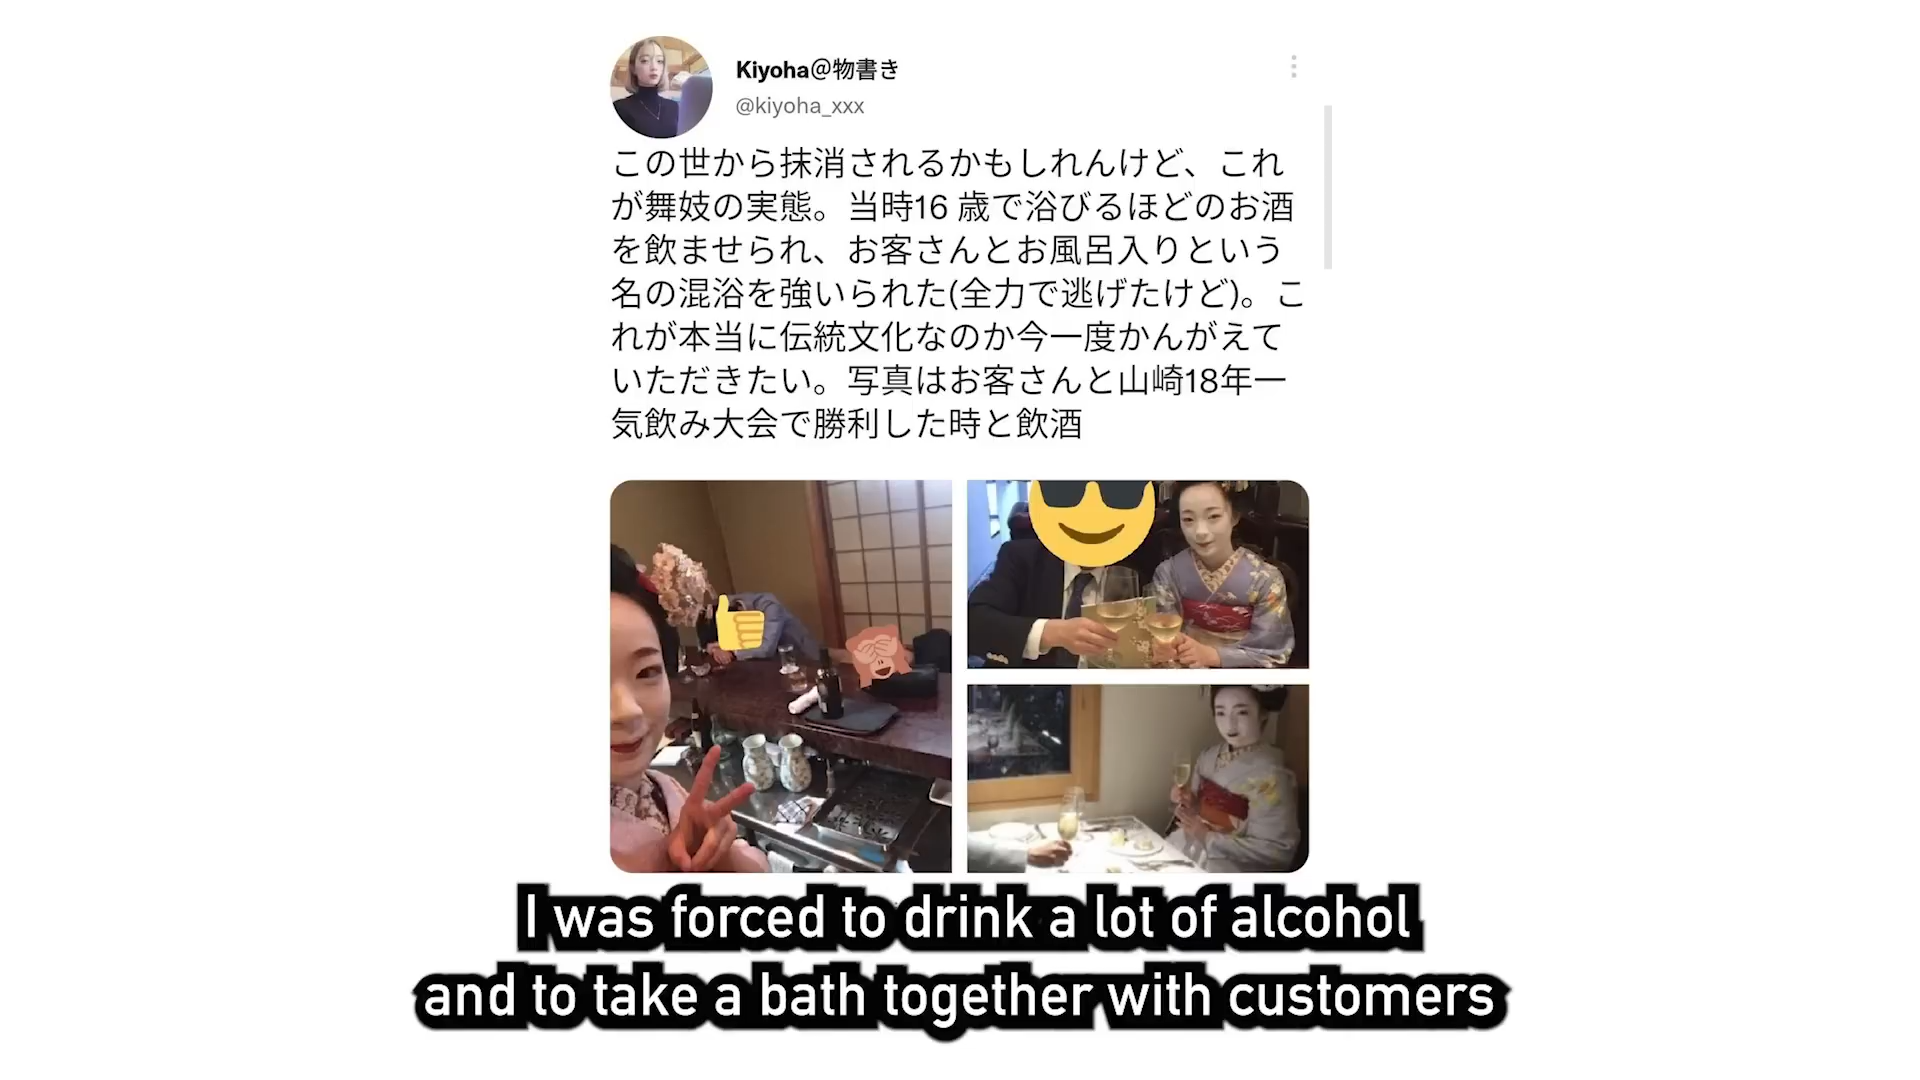 Kiyoha@物書き
@kiyoha_xxx
この世から抹消されるかもしれんけど、これ
が舞妓の実態。当時16 歳で浴びるほどのお酒
を飲ませられ、お客さんとお風呂入りという
名の混浴を強いられた(全力で逃げたけど)。こ
れが本当に伝統文化なのか今一度かんがえて
いただきたい。写真はお客さんと山崎18年一
気飲み大会で勝利した時と飲酒
I was forced to drink a lot of alcohol
and to take a bath together with customers